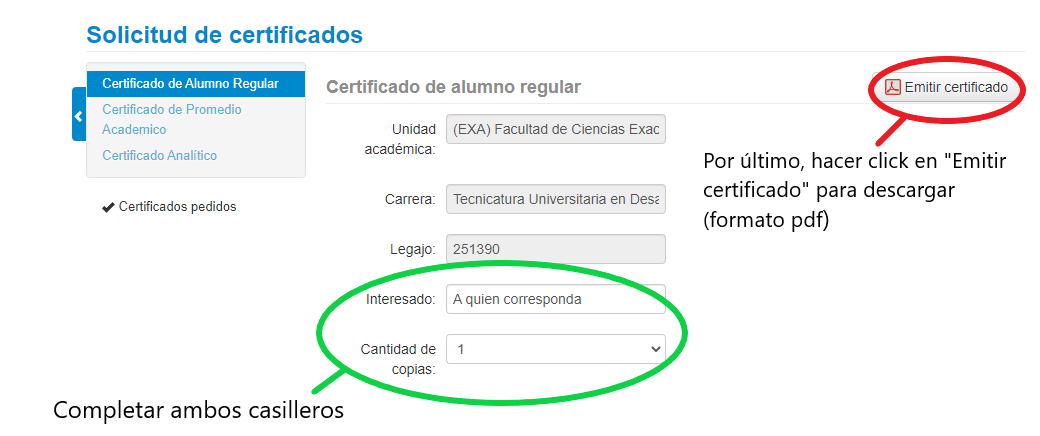 Solicitud de certificados
Certificado de Alumno Regular
Certificado de Promedio
Academico
Certificado Analítico
Certificados pedidos
Certificado de alumno regular
Emitir certificado
Unidad
académica:
(EXA) Facultad de Ciencias Exac
Carrera:
Tecnicatura Universitaria en Desa
Legajo:
251390
Interesado:
A quien corresponda
Cantidad de
copias:
1
Por último, hacer click en "Emitir
certificado" para descargar
(formato pdf)
Completar ambos casilleros